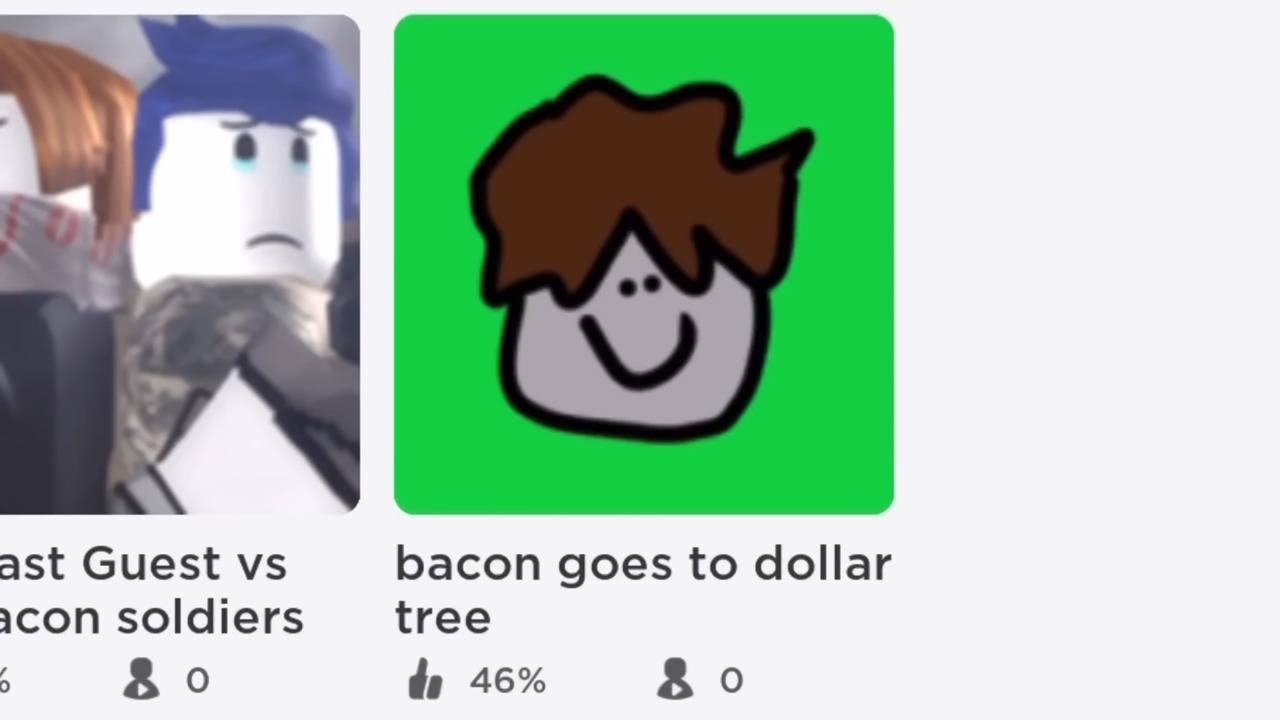 ast Guest vs
acon soldiers
% 0
bacon goes to dollar
tree
46% 0